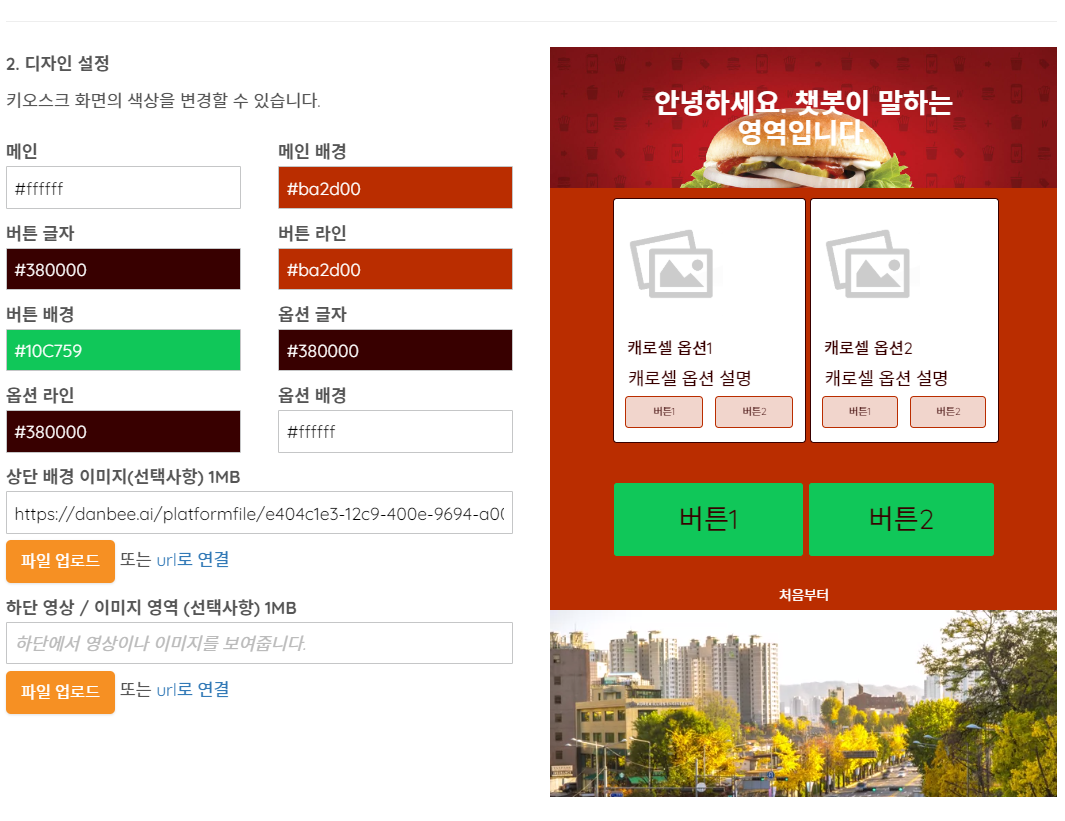 2. 디자인 설정
키오스크 화면의 색상을 변경할 수 있습니다.
메인
메인 배경
#ffffff
#ba2d00
버튼 글자
버튼 라인
#380000
#ba2d00
버튼 배경
옵션 글자
#10C759
#380000
옵션 라인
옵션 배경
#380000
#ffffff
상단 배경 이미지(선택사항) 1MB
https://danbee.ai/platformfile/e404c1e3-12c9-400e-9694-a00
파일 업로드 또는 url로 연결
하단 영상 / 이미지 영역 (선택사항) 1MB
하단에서 영상이나 이미지를 보여줍니다.
파일 업로드 또는 url로 연결
안녕하세요. 챗봇이 말하는
영역입니다.
캐로셀 옵션1
캐로셀 옵션 설명
버튼1 버튼2
캐로셀 옵션2
캐로셀 옵션 설명
버튼1 버튼2
버튼1 버튼2
처음부터